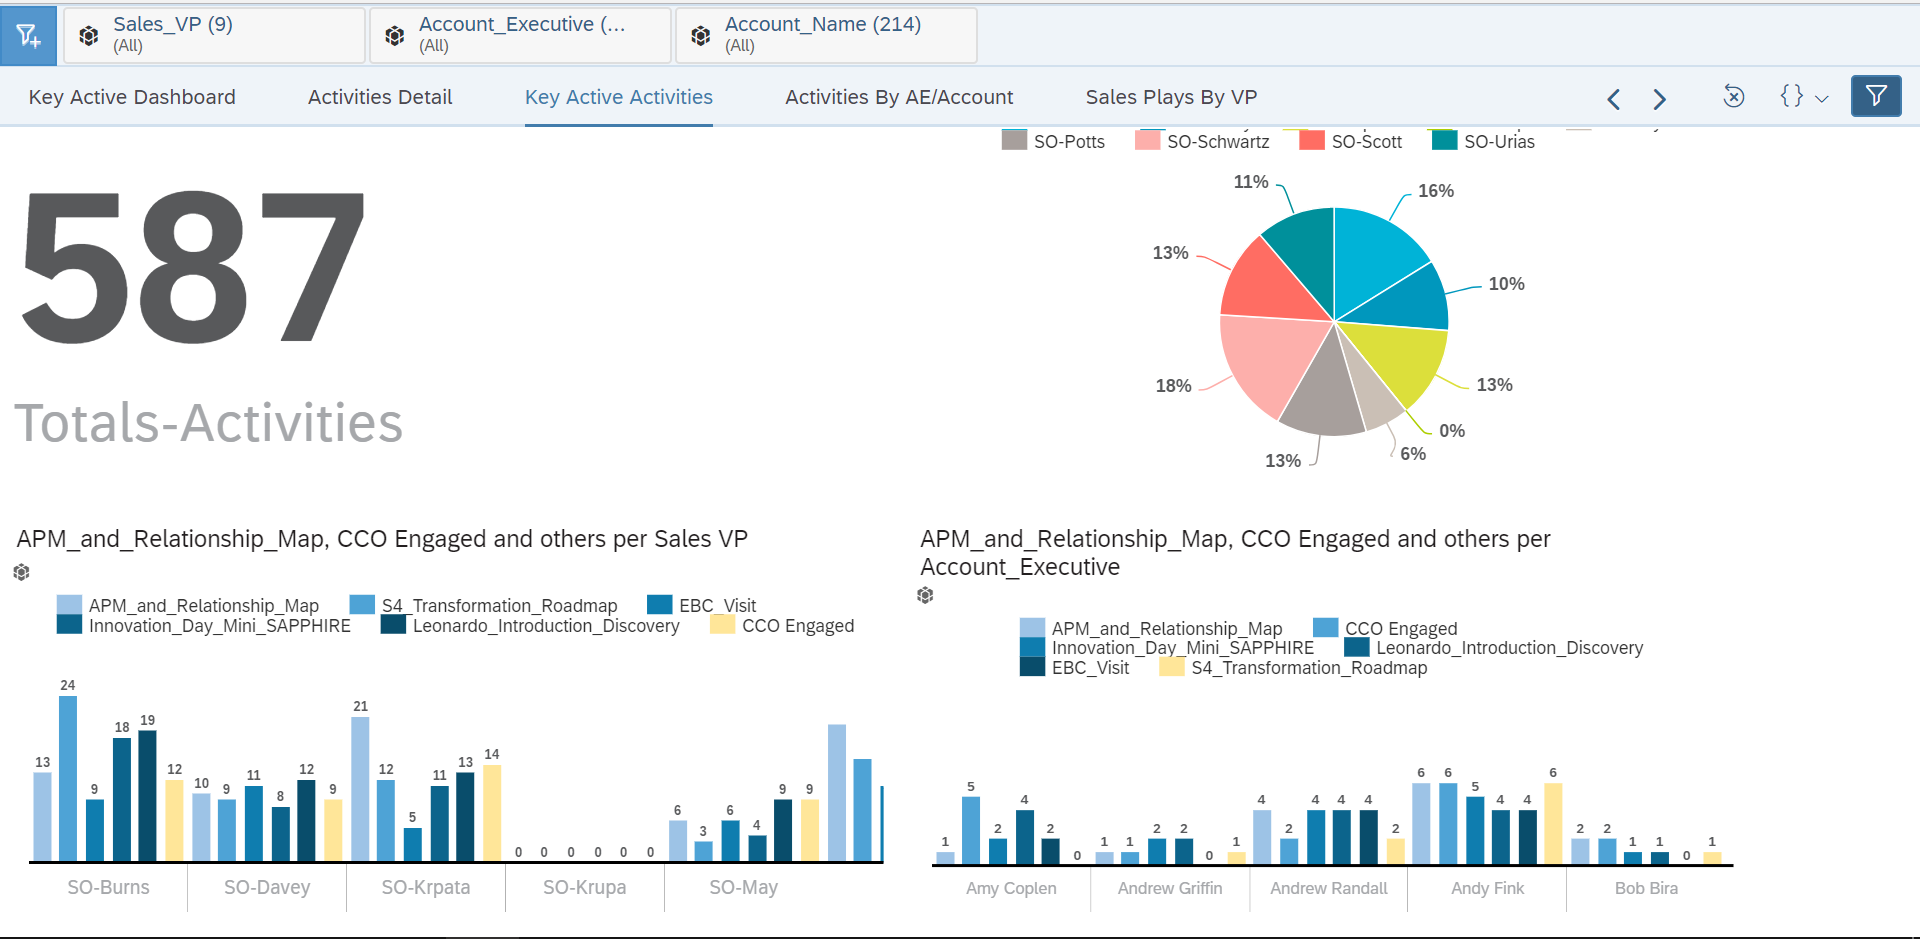 Sales_VP (9)
(All)
Account_Executive (...
(All)
Account_Name (214)
(All)
Key Active Dashboard
Activities Detail
Key Active Activities
Activities By AE/Account
Sales Plays By VP
{}
SO-Potts
SO-Schwartz
SO-Scott
SO-Urias
587
Totals-Activities
11%
16%
13%
10%
18%
13%
0%
6%
13%
APM_and_Relationship_Map, CCO Engaged and others per Sales VP
APM_and_Relationship_Map
S4_Transformation_Roadmap
EBC_Visit
Innovation_Day_Mini_SAPPHIRE
Leonardo_Introduction_Discovery
CCO Engaged
13 24 9 18 19 12
10 9 11 8 12 9
21 12 5 11 13 14
0 0 0 0 0 0
6 3 6 4 9 9
SO-Burns
SO-Davey
SO-Krpata
SO-Krupa
SO-May
APM_and_Relationship_Map, CCO Engaged and others per
Account_Executive
APM_and_Relationship_Map
CCO Engaged
Innovation_Day_Mini_SAPPHIRE
Leonardo_Introduction_Discovery
EBC_Visit
S4_Transformation_Roadmap
1 5 2 4 2 0
1 1 2 2 0 1
4 2 4 4 4 2
6 6 5 4 4 6
2 2 1 1 0 1
Amy Coplen
Andrew Griffin
Andrew Randall
Andy Fink
Bob Bira